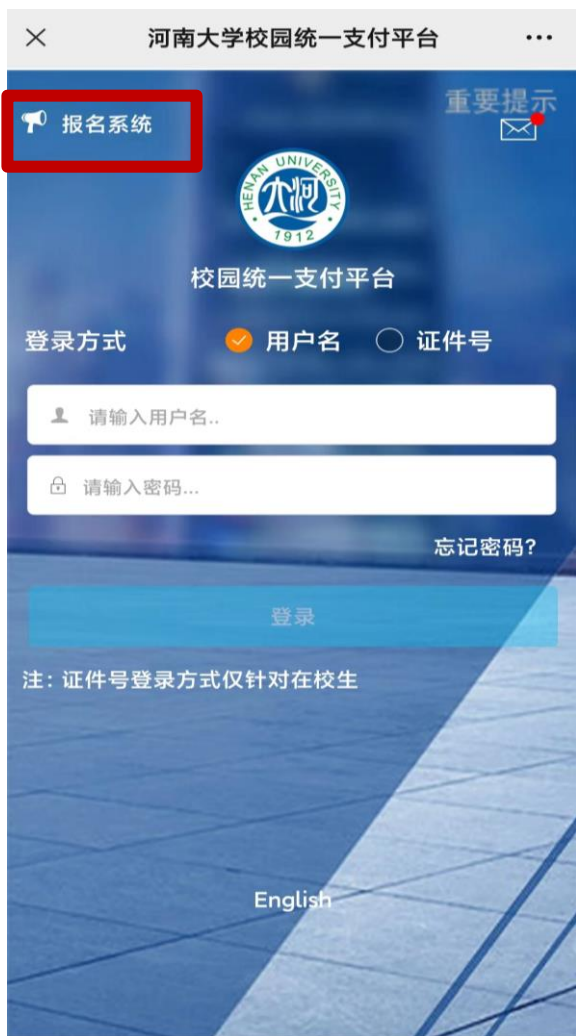 河南大学校园统一支付平台
重要提示
报名系统
HENAN UNIVERSITY
大河
1912
校园统一支付平台
登录方式 用户名 证件号
请输入用户名..
请输入密码...
忘记密码?
登录
注: 证件号登录方式仅针对在校生
English